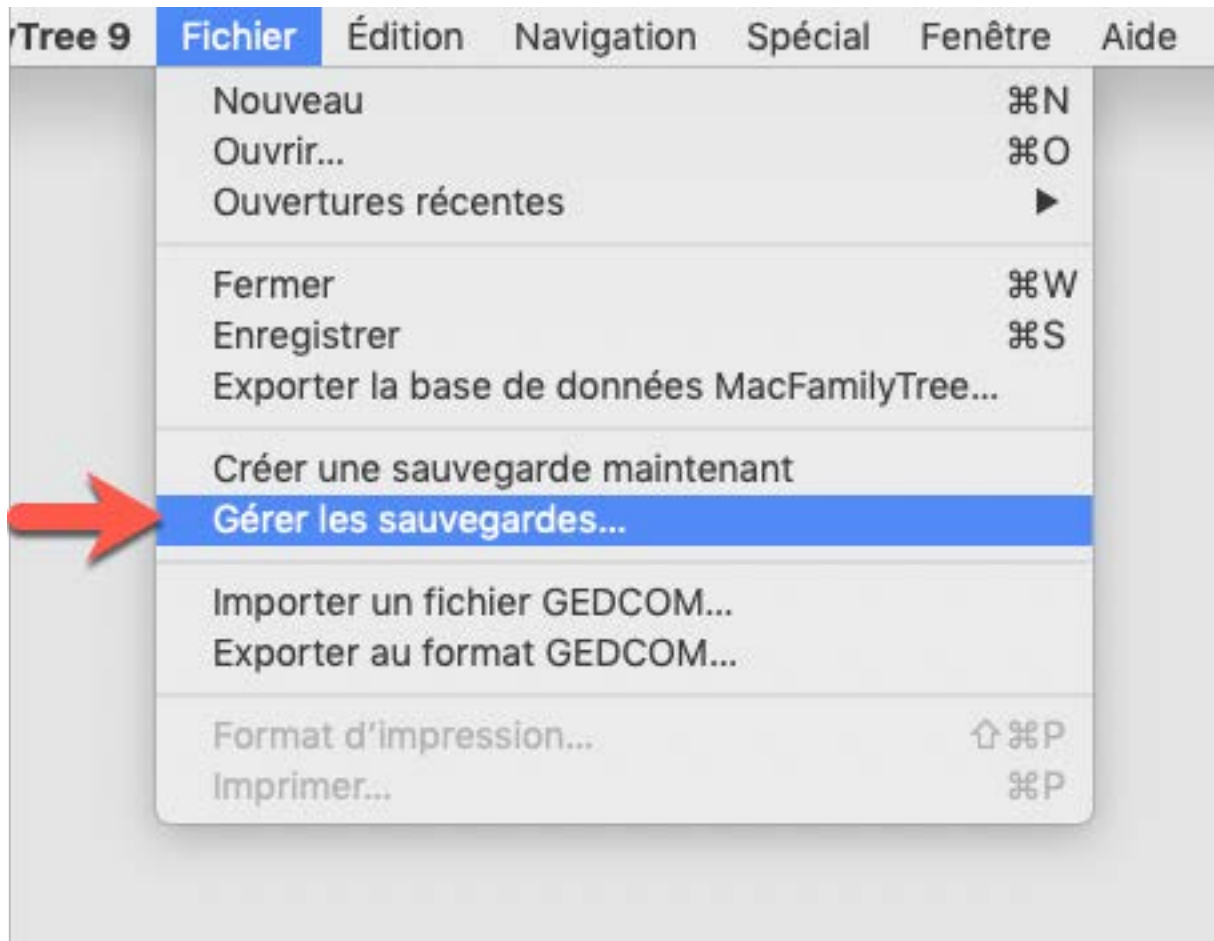 Tree 9 Fichier Édition Navigation Spécial Fenêtre Aide
Nouveau ⌘N
Ouvrir... ⌘O
Ouvertures récentes ▶
Fermer ⌘W
Enregistrer ⌘S
Exporter la base de données MacFamilyTree...
Créer une sauvegarde maintenant
Gérer les sauvegardes...
Importer un fichier GEDCOM...
Exporter au format GEDCOM...
Format d’impression... ⇧⌘P
Imprimer... ⌘P